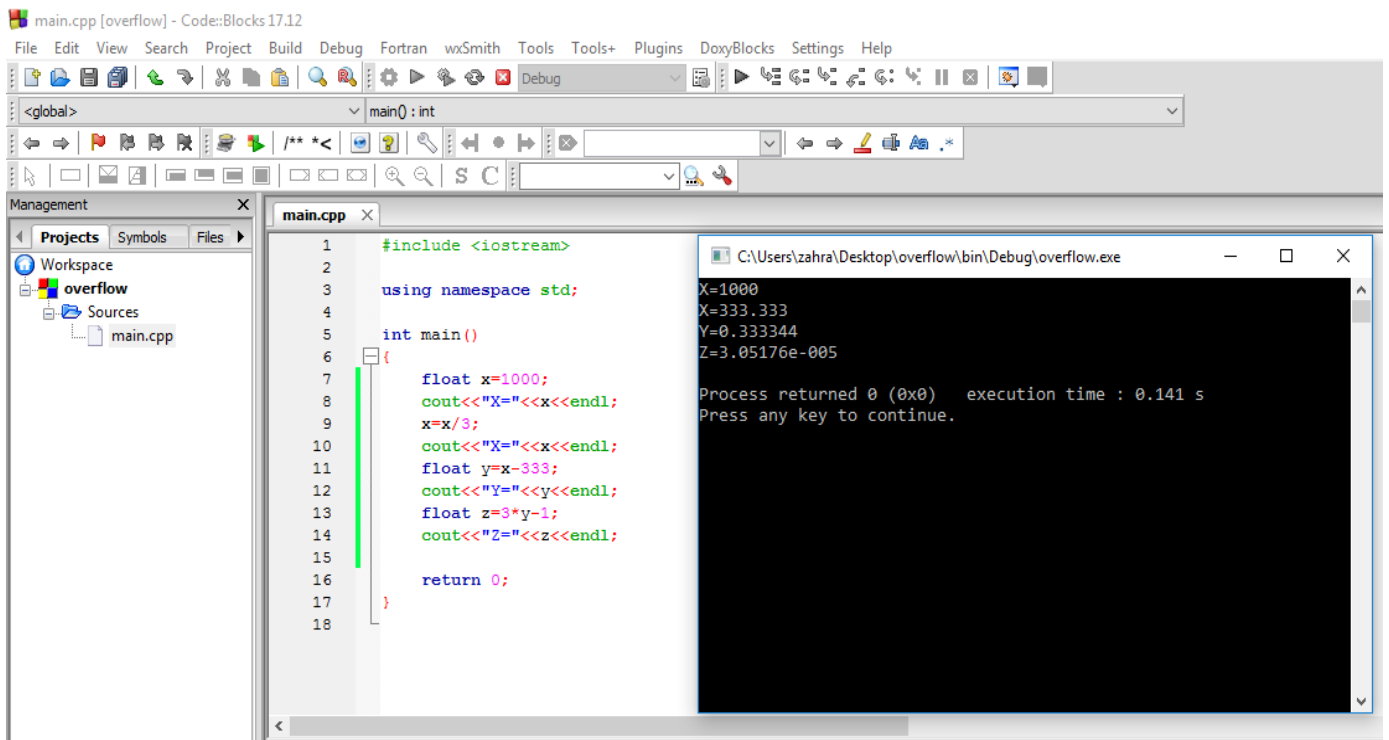 main.cpp [overflow] - Code::Blocks 17.12
File Edit View Search Project Build Debug Fortran wxSmith Tools Tools+ Plugins DoxyBlocks Settings Help
Debug
<global> main() : int
/** *<
Aa .*
S C
Management
Projects Symbols Files
Workspace
overflow
Sources
main.cpp
main.cpp
1 #include <iostream>
2
3 using namespace std;
4
5 int main()
6 {
7 float x=1000;
8 cout<<"X="<<x<<endl;
9 x=x/3;
10 cout<<"X="<<x<<endl;
11 float y=x-333;
12 cout<<"Y="<<y<<endl;
13 float z=3*y-1;
14 cout<<"Z="<<z<<endl;
15
16 return 0;
17 }
18
C:\Users\zahra\Desktop\overflow\bin\Debug\overflow.exe
X=1000
X=333.333
Y=0.333344
Z=3.05176e-005
Process returned 0 (0x0) execution time : 0.141 s
Press any key to continue.